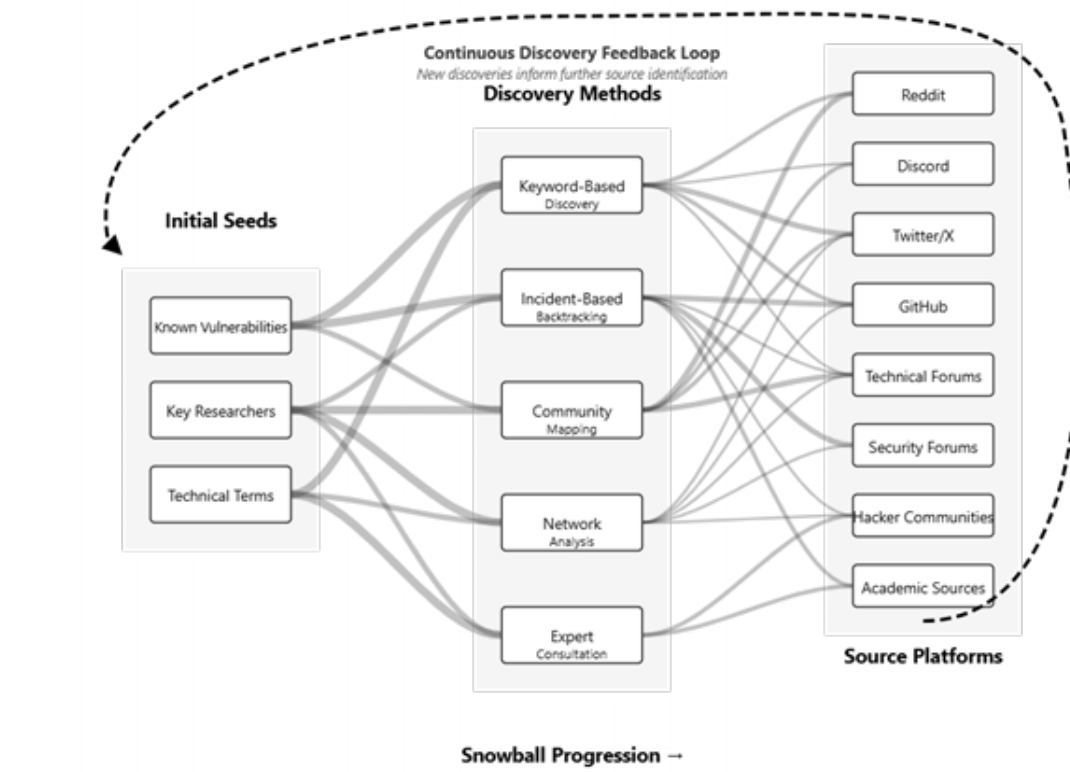 Continuous Discovery Feedback Loop
New discoveries inform further source identification
Discovery Methods
Initial Seeds
Known Vulnerabilities
Key Researchers
Technical Terms
Keyword-Based
Discovery
Incident-Based
Backtracking
Community
Mapping
Network
Analysis
Expert
Consultation
Reddit
Discord
Twitter/X
GitHub
Technical Forums
Security Forums
Hacker Communities
Academic Sources
Source Platforms
Snowball Progression →